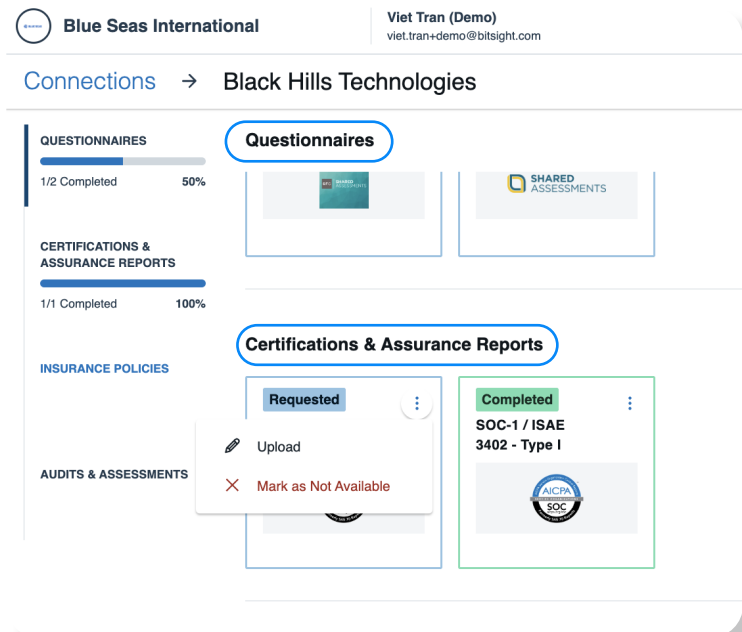 Blue Seas International
Viet Tran (Demo)
viet.tran+demo@bitsight.com
Connections → Black Hills Technologies
QUESTIONNAIRES
1/2 Completed 50%
CERTIFICATIONS &
ASSURANCE REPORTS
1/1 Completed 100%
INSURANCE POLICIES
AUDITS & ASSESSMENTS
Questionnaires
SHARED
ASSESSMENTS
SHARED
ASSESSMENTS
Certifications & Assurance Reports
Requested
Upload
Mark as Not Available
Completed
SOC-1 / ISAE
3402 - Type I
AICPA
SOC